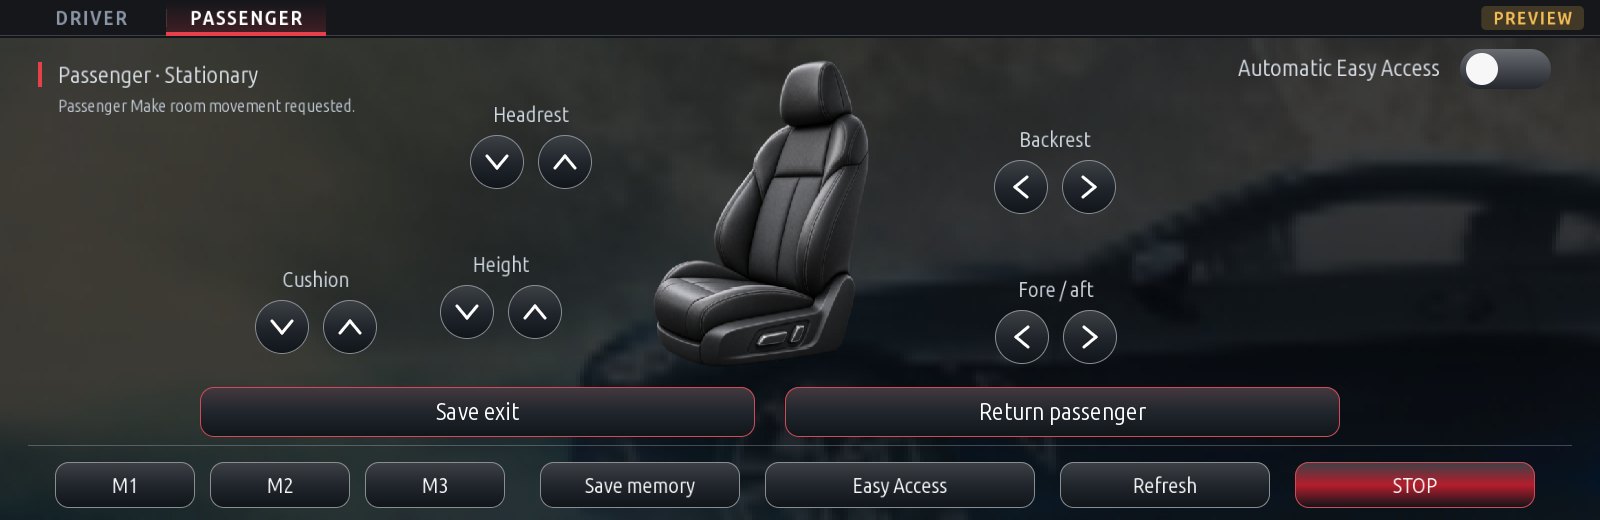 DRIVER
PASSENGER
PREVIEW
Passenger · Stationary
Passenger Make room movement requested.
Automatic Easy Access
Headrest
Backrest
Cushion
Height
Fore / aft
Save exit
Return passenger
M1
M2
M3
Save memory
Easy Access
Refresh
STOP